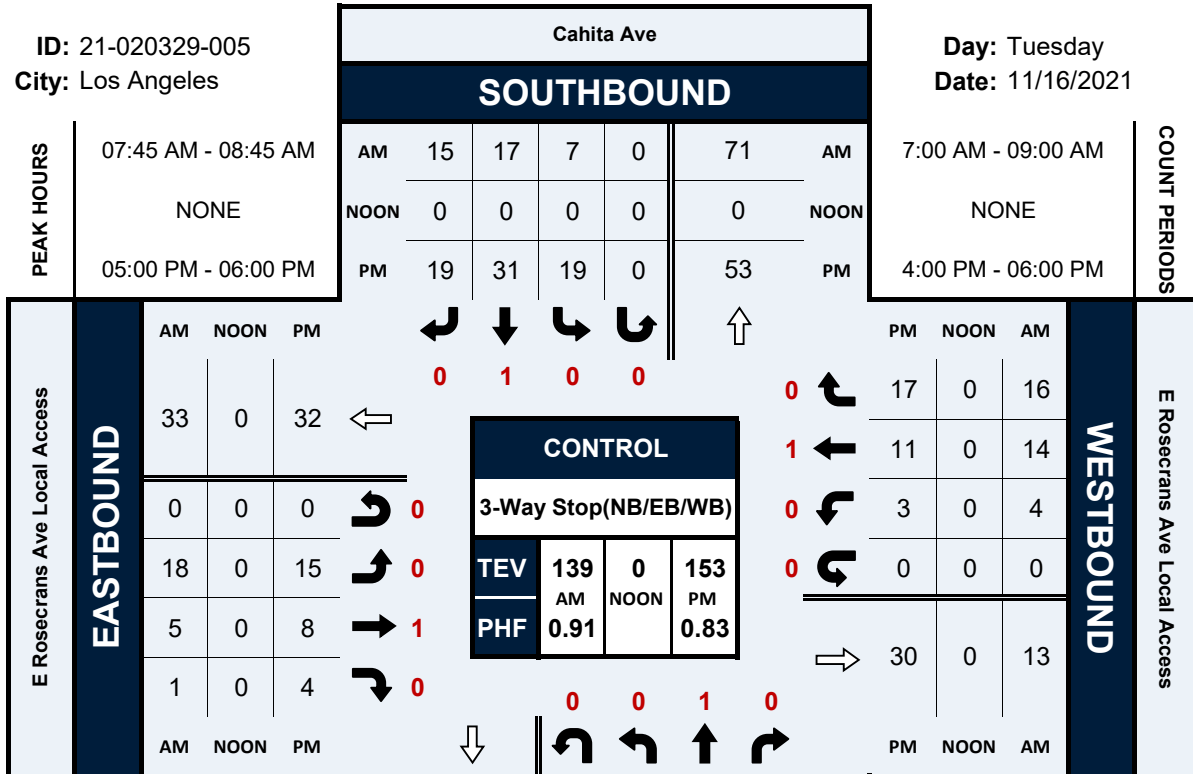 Cahita Ave
ID: 21-020329-005
City: Los Angeles
Day: Tuesday
Date: 11/16/2021
SOUTHBOUND
PEAK HOURS
07:45 AM - 08:45 AM
NONE
05:00 PM - 06:00 PM
AM 15 17 7 0 71 AM
NOON 0 0 0 0 0 NOON
PM 19 31 19 0 53 PM
7:00 AM - 09:00 AM
NONE
4:00 PM - 06:00 PM
COUNT PERIODS
0 1 0 0
E Rosecrans Ave Local Access
EASTBOUND
AM NOON PM
33 0 32
0 0 0 0
18 0 15 0
5 0 8 1
1 0 4 0
AM NOON PM
CONTROL
3-Way Stop(NB/EB/WB)
TEV 139 0 153
AM NOON PM
PHF 0.91 0.83
PM NOON AM
0 17 0 16
1 11 0 14
0 3 0 4
0 0 0 0
30 0 13
PM NOON AM
WESTBOUND
E Rosecrans Ave Local Access
0 0 1 0